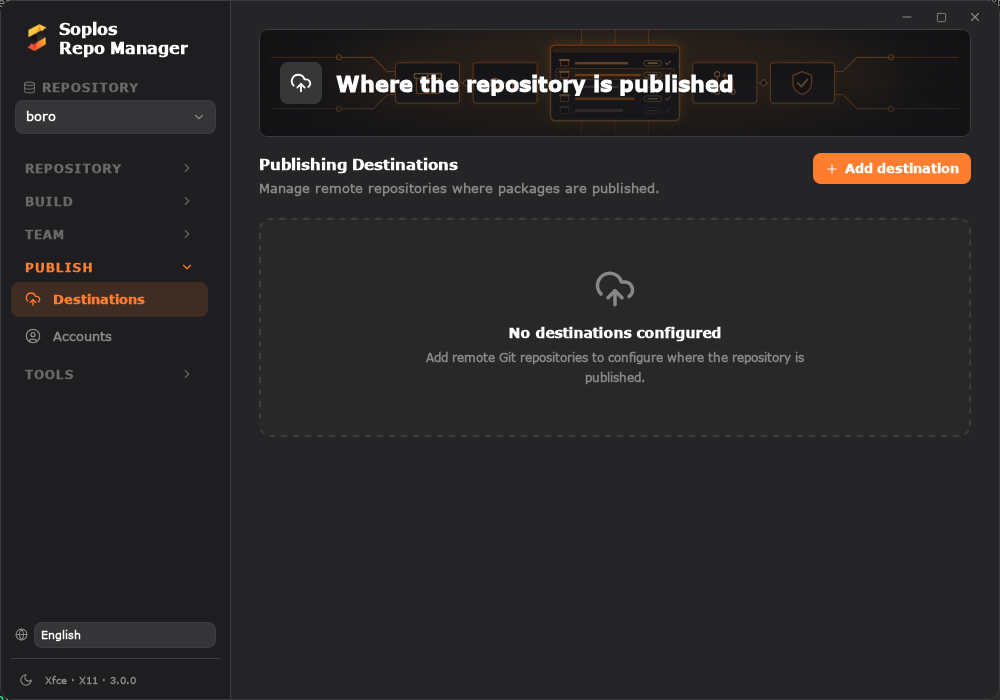 Soplos
Repo Manager
REPOSITORY
boro
REPOSITORY
BUILD
TEAM
PUBLISH
Destinations
Accounts
TOOLS
English
Xfce · X11 · 3.0.0
Where the repository is published
Publishing Destinations
Manage remote repositories where packages are published.
+ Add destination
No destinations configured
Add remote Git repositories to configure where the repository is
published.